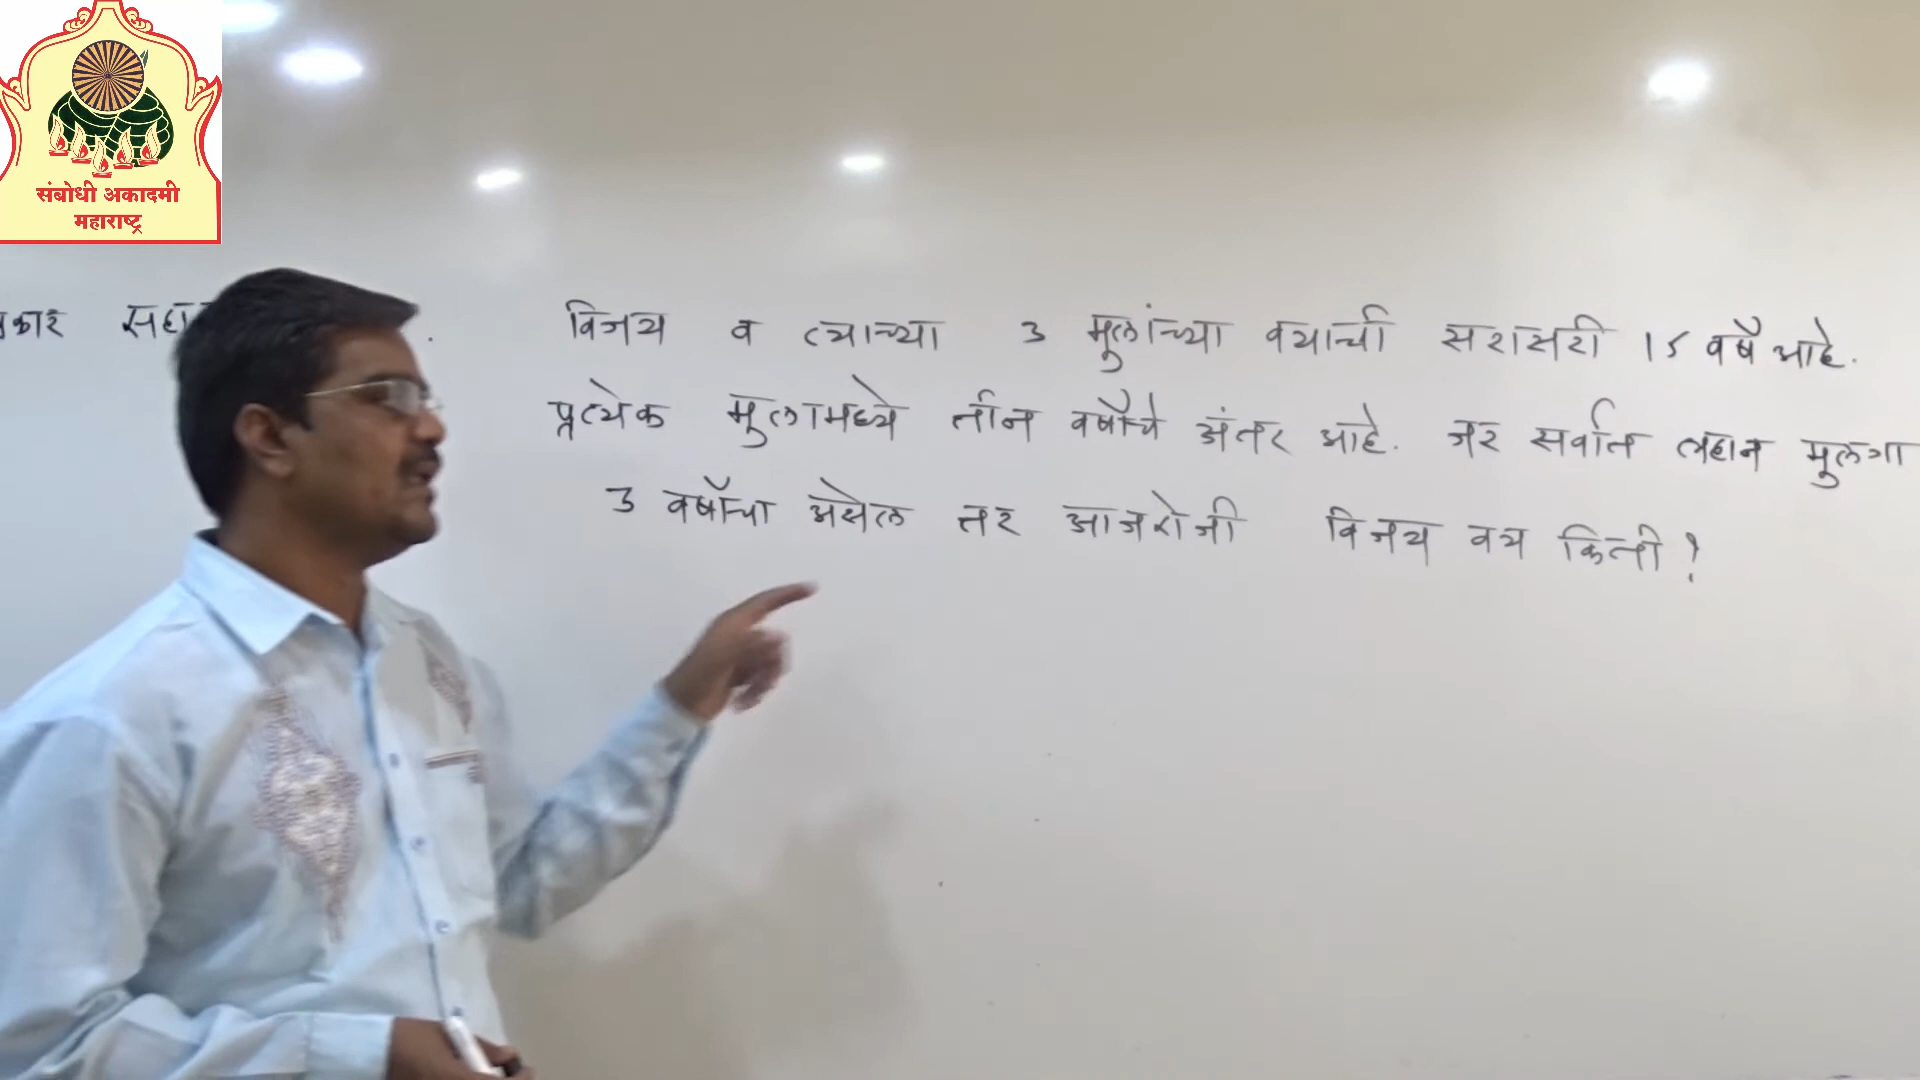 संबोधी अकादमी
महाराष्ट्र
विजय व त्याच्या 3 मुलांच्या वयाची सरासरी 15 वर्षे आहे.
प्रत्येक मुलामध्ये तीन वर्षांचे अंतर आहे. जर सर्वात लहान मुलगा
3 वर्षांचा असेल तर आजरोजी विजय वय किती?